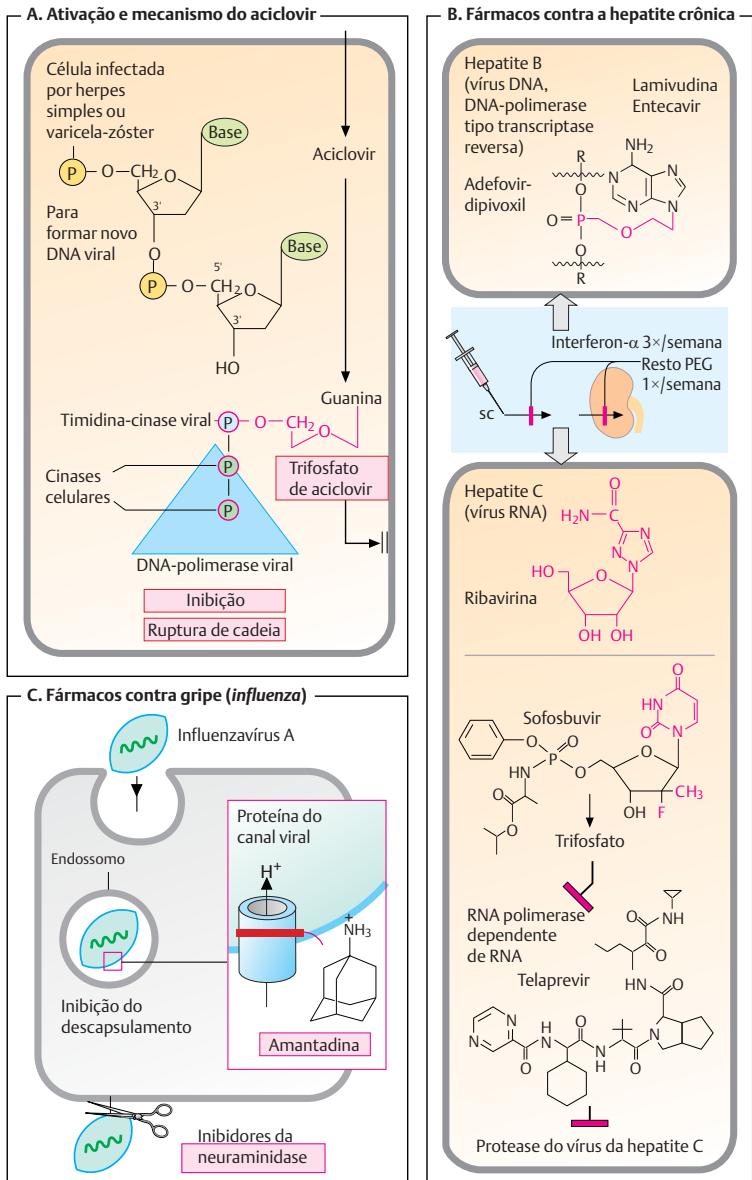 A. Ativação e mecanismo do aciclovir
Célula infectada
por herpes
simples ou
varicela-zóster
Base
P
O
CH2
O
3'
Para
formar novo
DNA viral
O
P
O
5'
CH2
O
Base
3'
HO
Aciclovir
Guanina
Timidina-cinase viral
P
O
O
P
P
Cinases
celulares
Trifosfato
de aciclovir
DNA-polimerase viral
Inibição
Ruptura de cadeia
B. Fármacos contra a hepatite crônica
Hepatite B
(vírus DNA,
DNA-polimerase
tipo transcriptase
reversa)
Lamivudina
Entecavir
Adefovir-
dipivoxil
R
O
O=P
O
O
R
NH2
N
N
N
N
Interferon-α 3×/semana
Resto PEG
1×/semana
sc
Hepatite C
(vírus RNA)
O
H2N
C
N
N
N
HO
O
OH OH
Ribavirina
Sofosbuvir
O
HN
O
N
O
O
P
O
HN
O
O
O
HO
F
CH3
Trifosfato
RNA polimerase
dependente
de RNA
Telaprevir
HN
O
O
HN
O
N
N
O
H
N
O
N
H
O
N
Protease do vírus da hepatite C
C. Fármacos contra gripe (influenza)
Influenzavírus A
Endossomo
Inibição do
descapsulamento
Proteína do
canal viral
H+
+
NH3
Amantadina
Inibidores da
neuraminidase